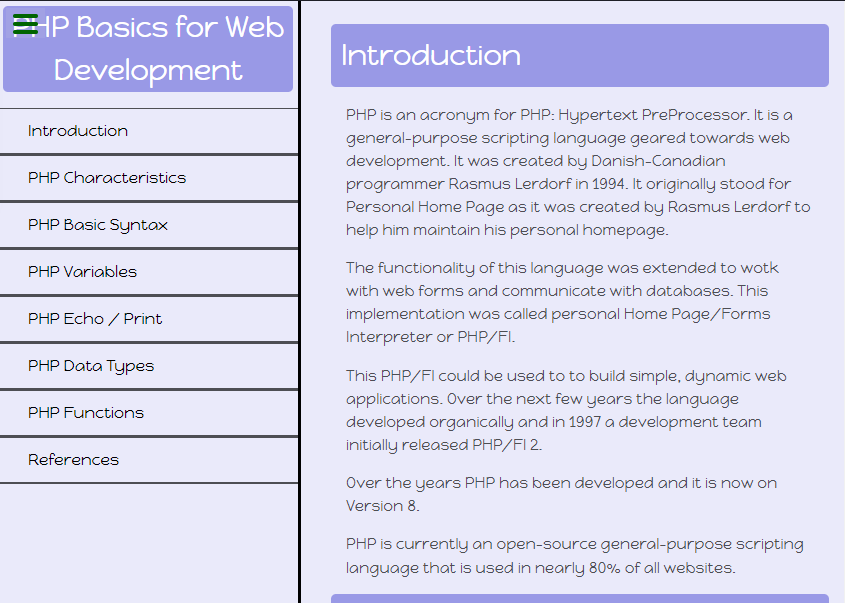 PHP Basics for Web
Development
Introduction
PHP Characteristics
PHP Basic Syntax
PHP Variables
PHP Echo / Print
PHP Data Types
PHP Functions
References
Introduction
PHP is an acronym for PHP: Hypertext PreProcessor. It is a
general-purpose scripting language geared towards web
development. It was created by Danish-Canadian
programmer Rasmus Lerdorf in 1994. It originally stood for
Personal Home Page as it was created by Rasmus Lerdorf to
help him maintain his personal homepage.
The functionality of this language was extended to wotk
with web forms and communicate with databases. This
implementation was called personal Home Page/Forms
Interpreter or PHP/FI.
This PHP/FI could be used to to build simple, dynamic web
applications. 0ver the next few years the language
developed organically and in 1997 a development team
initially released PHP/FI 2.
0ver the years PHP has been developed and it is now on
Version 8.
PHP is currently an open-source general-purpose scripting
language that is used in nearly 80% of all websites.